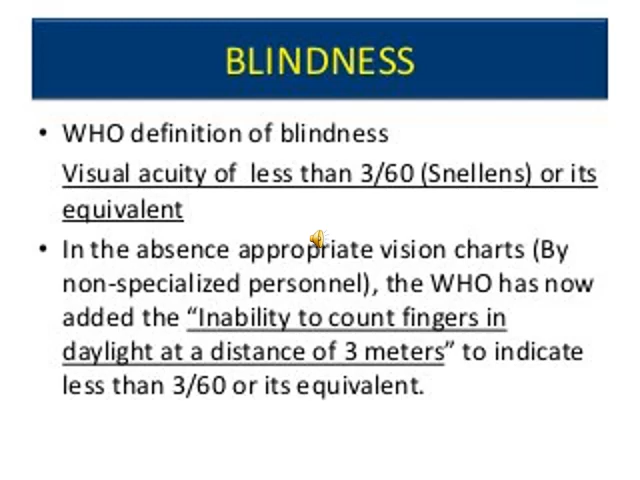 BLINDNESS
• WHO definition of blindness
Visual acuity of less than 3/60 (Snellens) or its
equivalent
• In the absence appropriate vision charts (By
non-specialized personnel), the WHO has now
added the “Inability to count fingers in
daylight at a distance of 3 meters” to indicate
less than 3/60 or its equivalent.